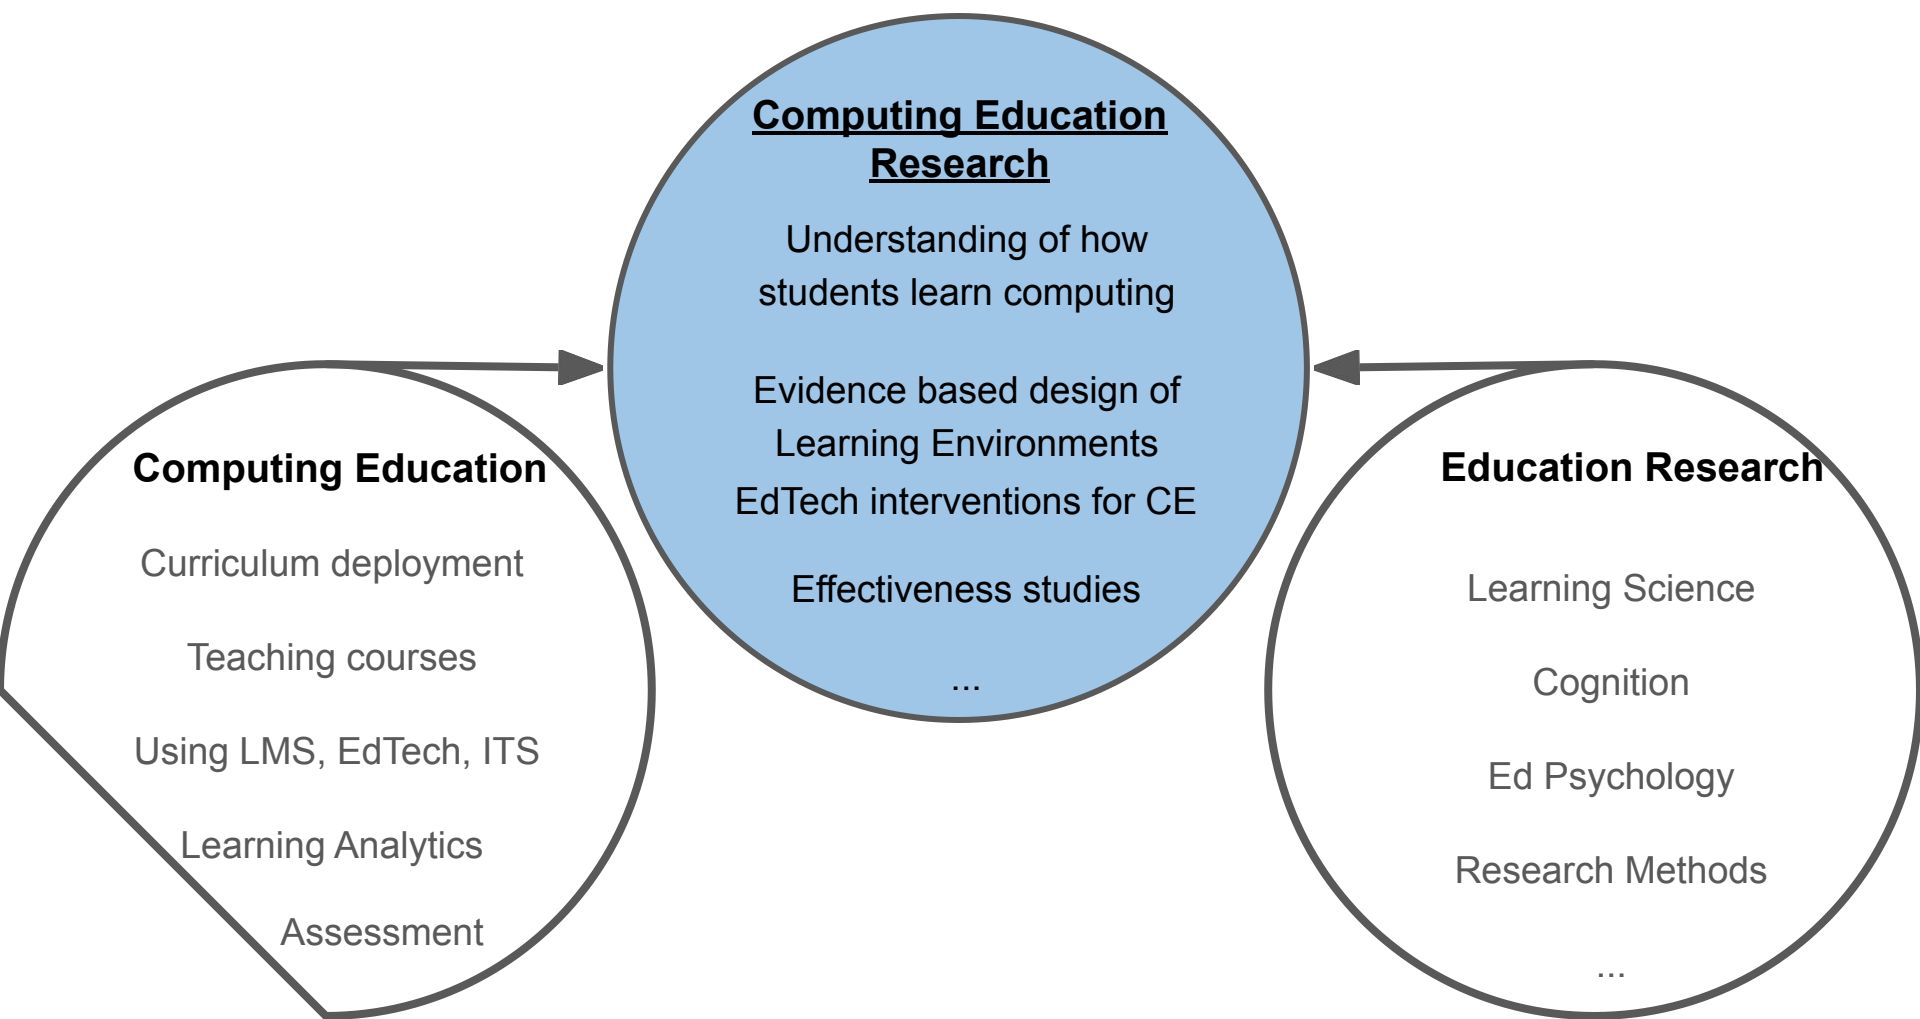 Computing Education
Research
Understanding of how
students learn computing
Evidence based design of
Learning Environments
EdTech interventions for CE
Effectiveness studies
...
Computing Education
Curriculum deployment
Teaching courses
Using LMS, EdTech, ITS
Learning Analytics
Assessment
Education Research
Learning Science
Cognition
Ed Psychology
Research Methods
...